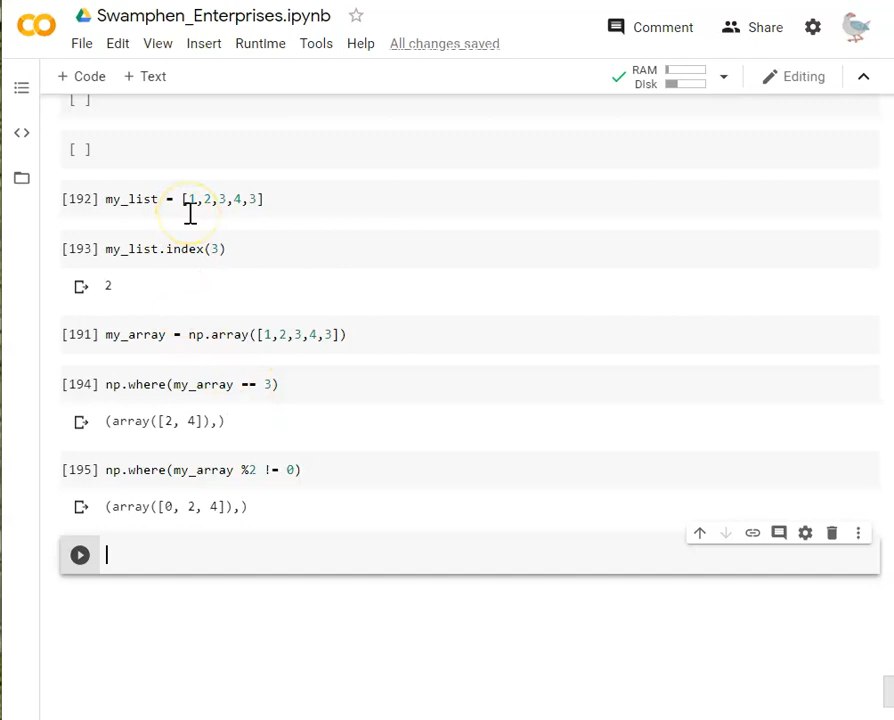 Swamphen_Enterprises.ipynb
Comment
Share
File Edit View Insert Runtime Tools Help All changes saved
+ Code + Text
RAM
Disk
Editing
[ ]
[ ]
[192] my_list = [1,2,3,4,3]
[193] my_list.index(3)
2
[191] my_array = np.array([1,2,3,4,3])
[194] np.where(my_array == 3)
(array([2, 4]),)
[195] np.where(my_array %2 != 0)
(array([0, 2, 4]),)